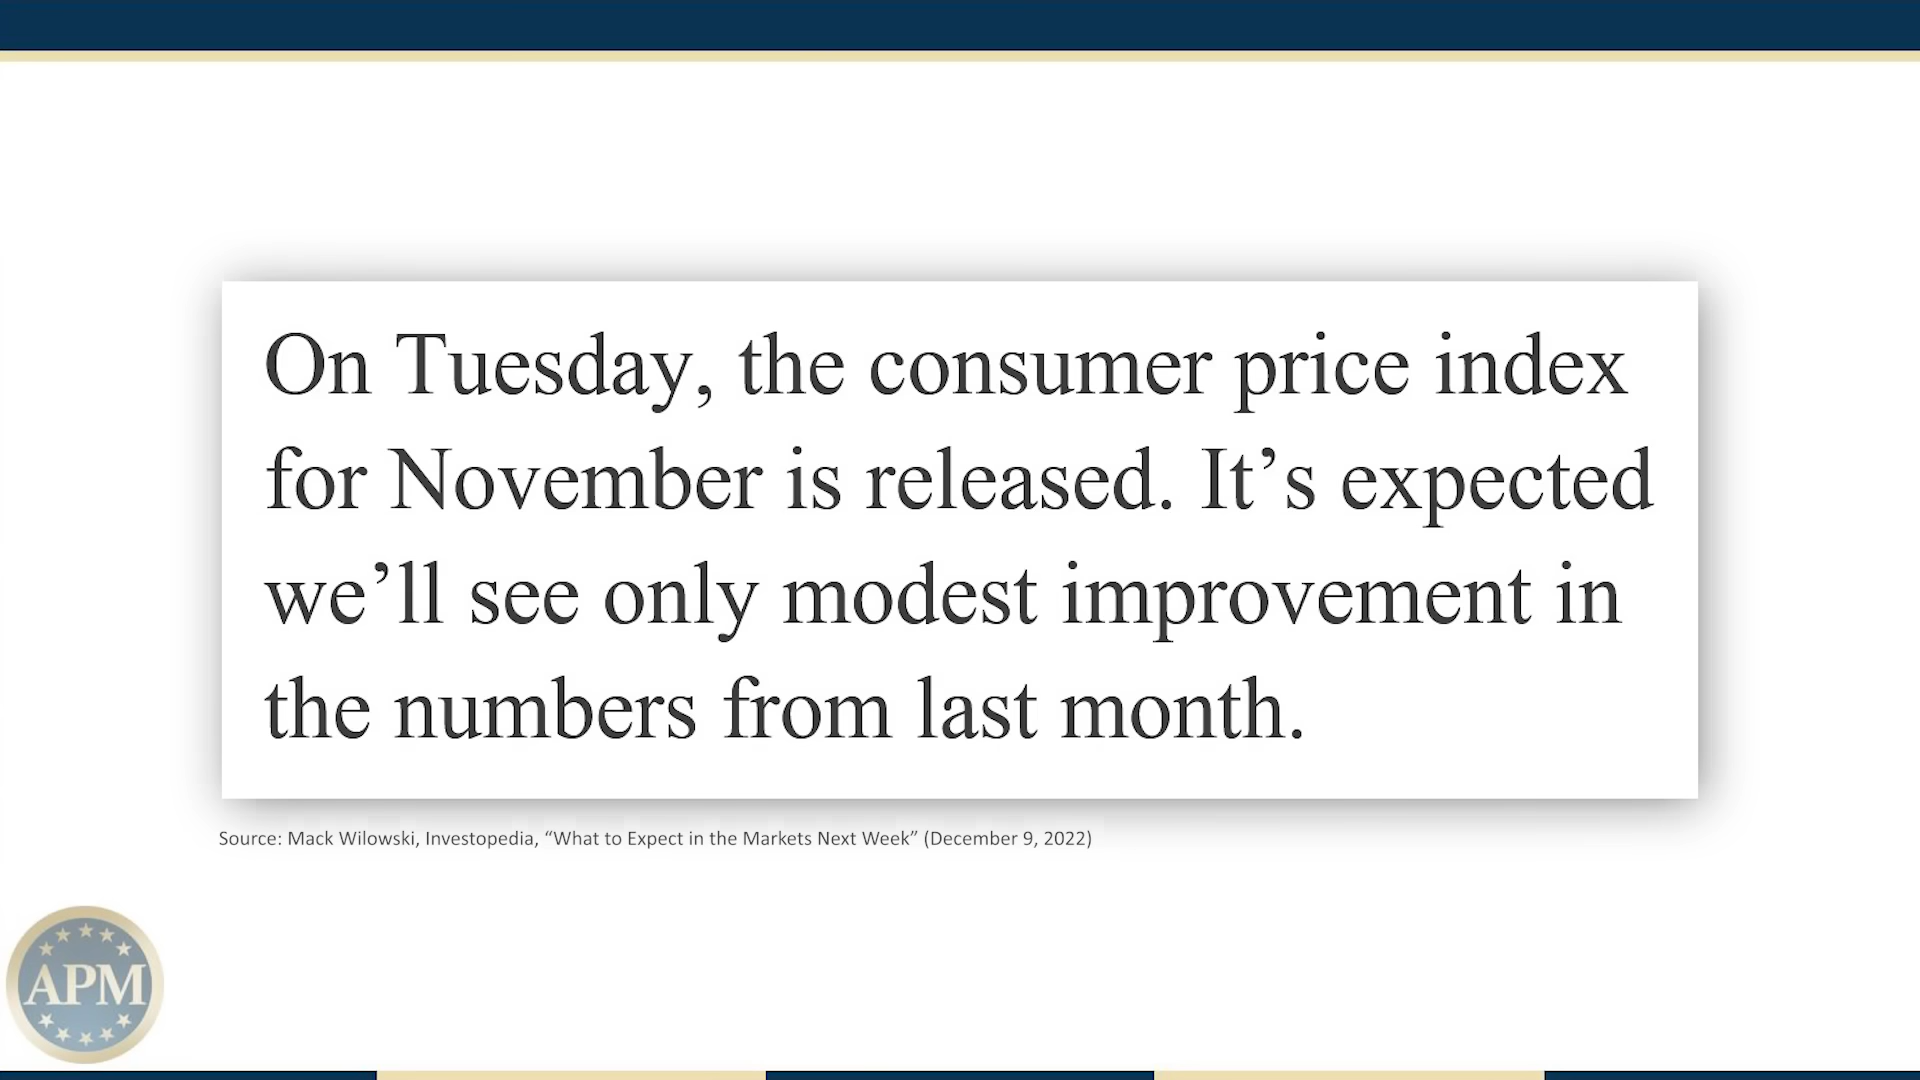 On Tuesday, the consumer price index
for November is released. It’s expected
we’ll see only modest improvement in
the numbers from last month.
Source: Mack Wilowski, Investopedia, “What to Expect in the Markets Next Week” (December 9, 2022)
APM